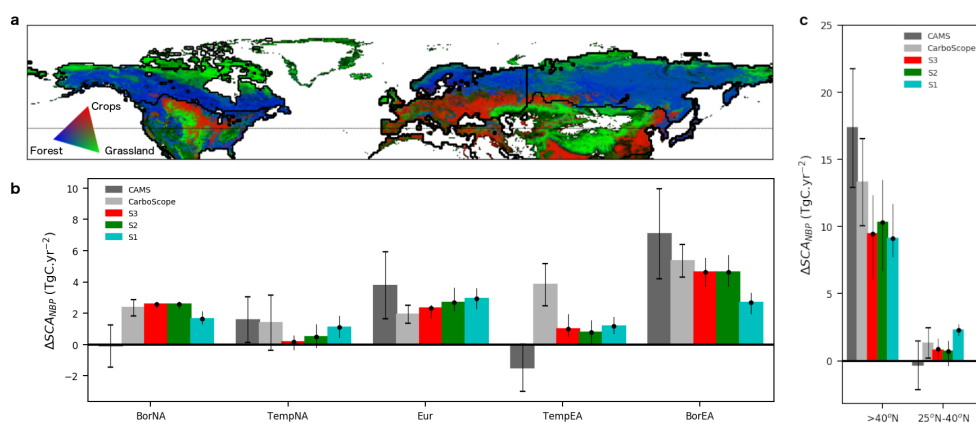 a
Crops
Forest
Grassland
b
CAMS
CarboScope
S3
S2
S1
ΔSCA_NBP (TgC.yr⁻²)
10
8
6
4
2
0
−2
BorNA TempNA Eur TempEA BorEA
c
CAMS
CarboScope
S3
S2
S1
ΔSCA_NBP (TgC.yr⁻²)
25
20
15
10
5
0
>40°N 25°N-40°N